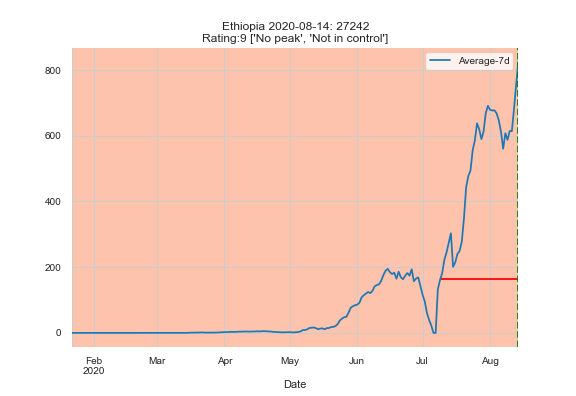 Ethiopia 2020-08-14: 27242
Rating:9 ['No peak', 'Not in control']
Average-7d
800
600
400
200
0
Feb Mar Apr May Jun Jul Aug
2020
Date